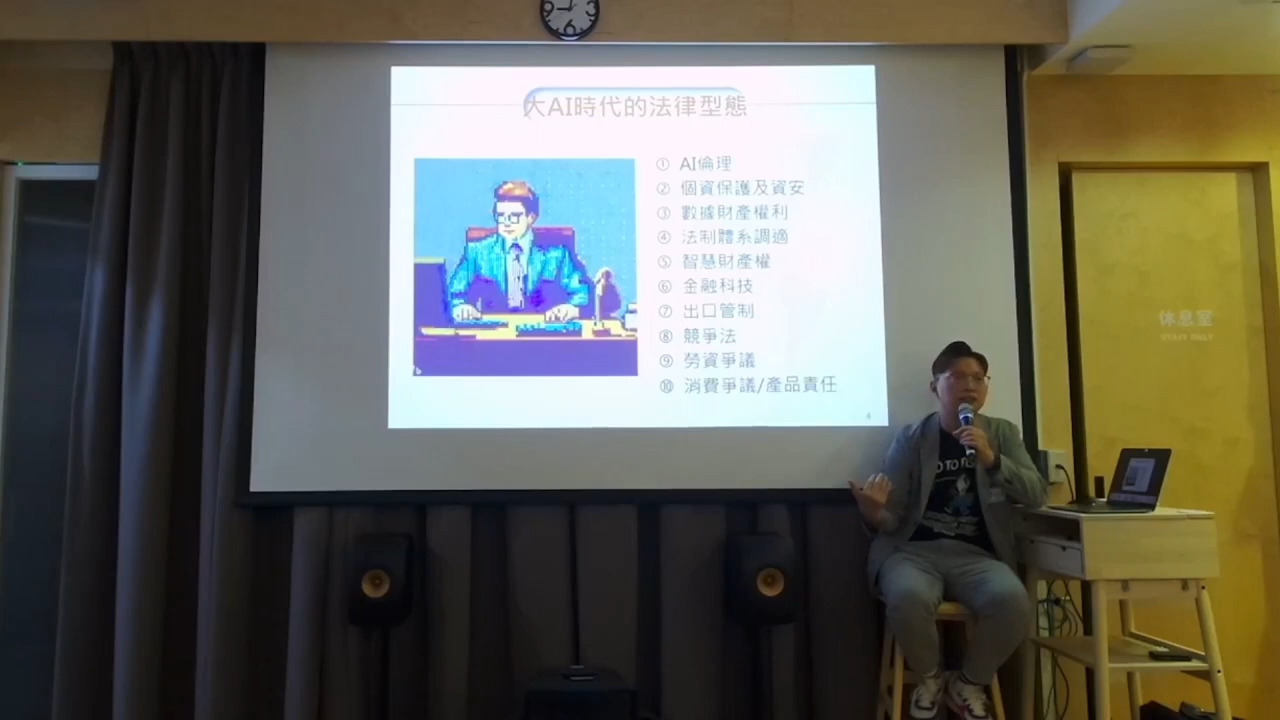 大AI時代的法律型態
① AI倫理
② 個資保護及資安
③ 數據財產權利
④ 法制體系調適
⑤ 智慧財產權
⑥ 金融科技
⑦ 出口管制
⑧ 競爭法
⑨ 勞資爭議
⑩ 消費爭議/產品責任
4
休息室
STAFF ONLY